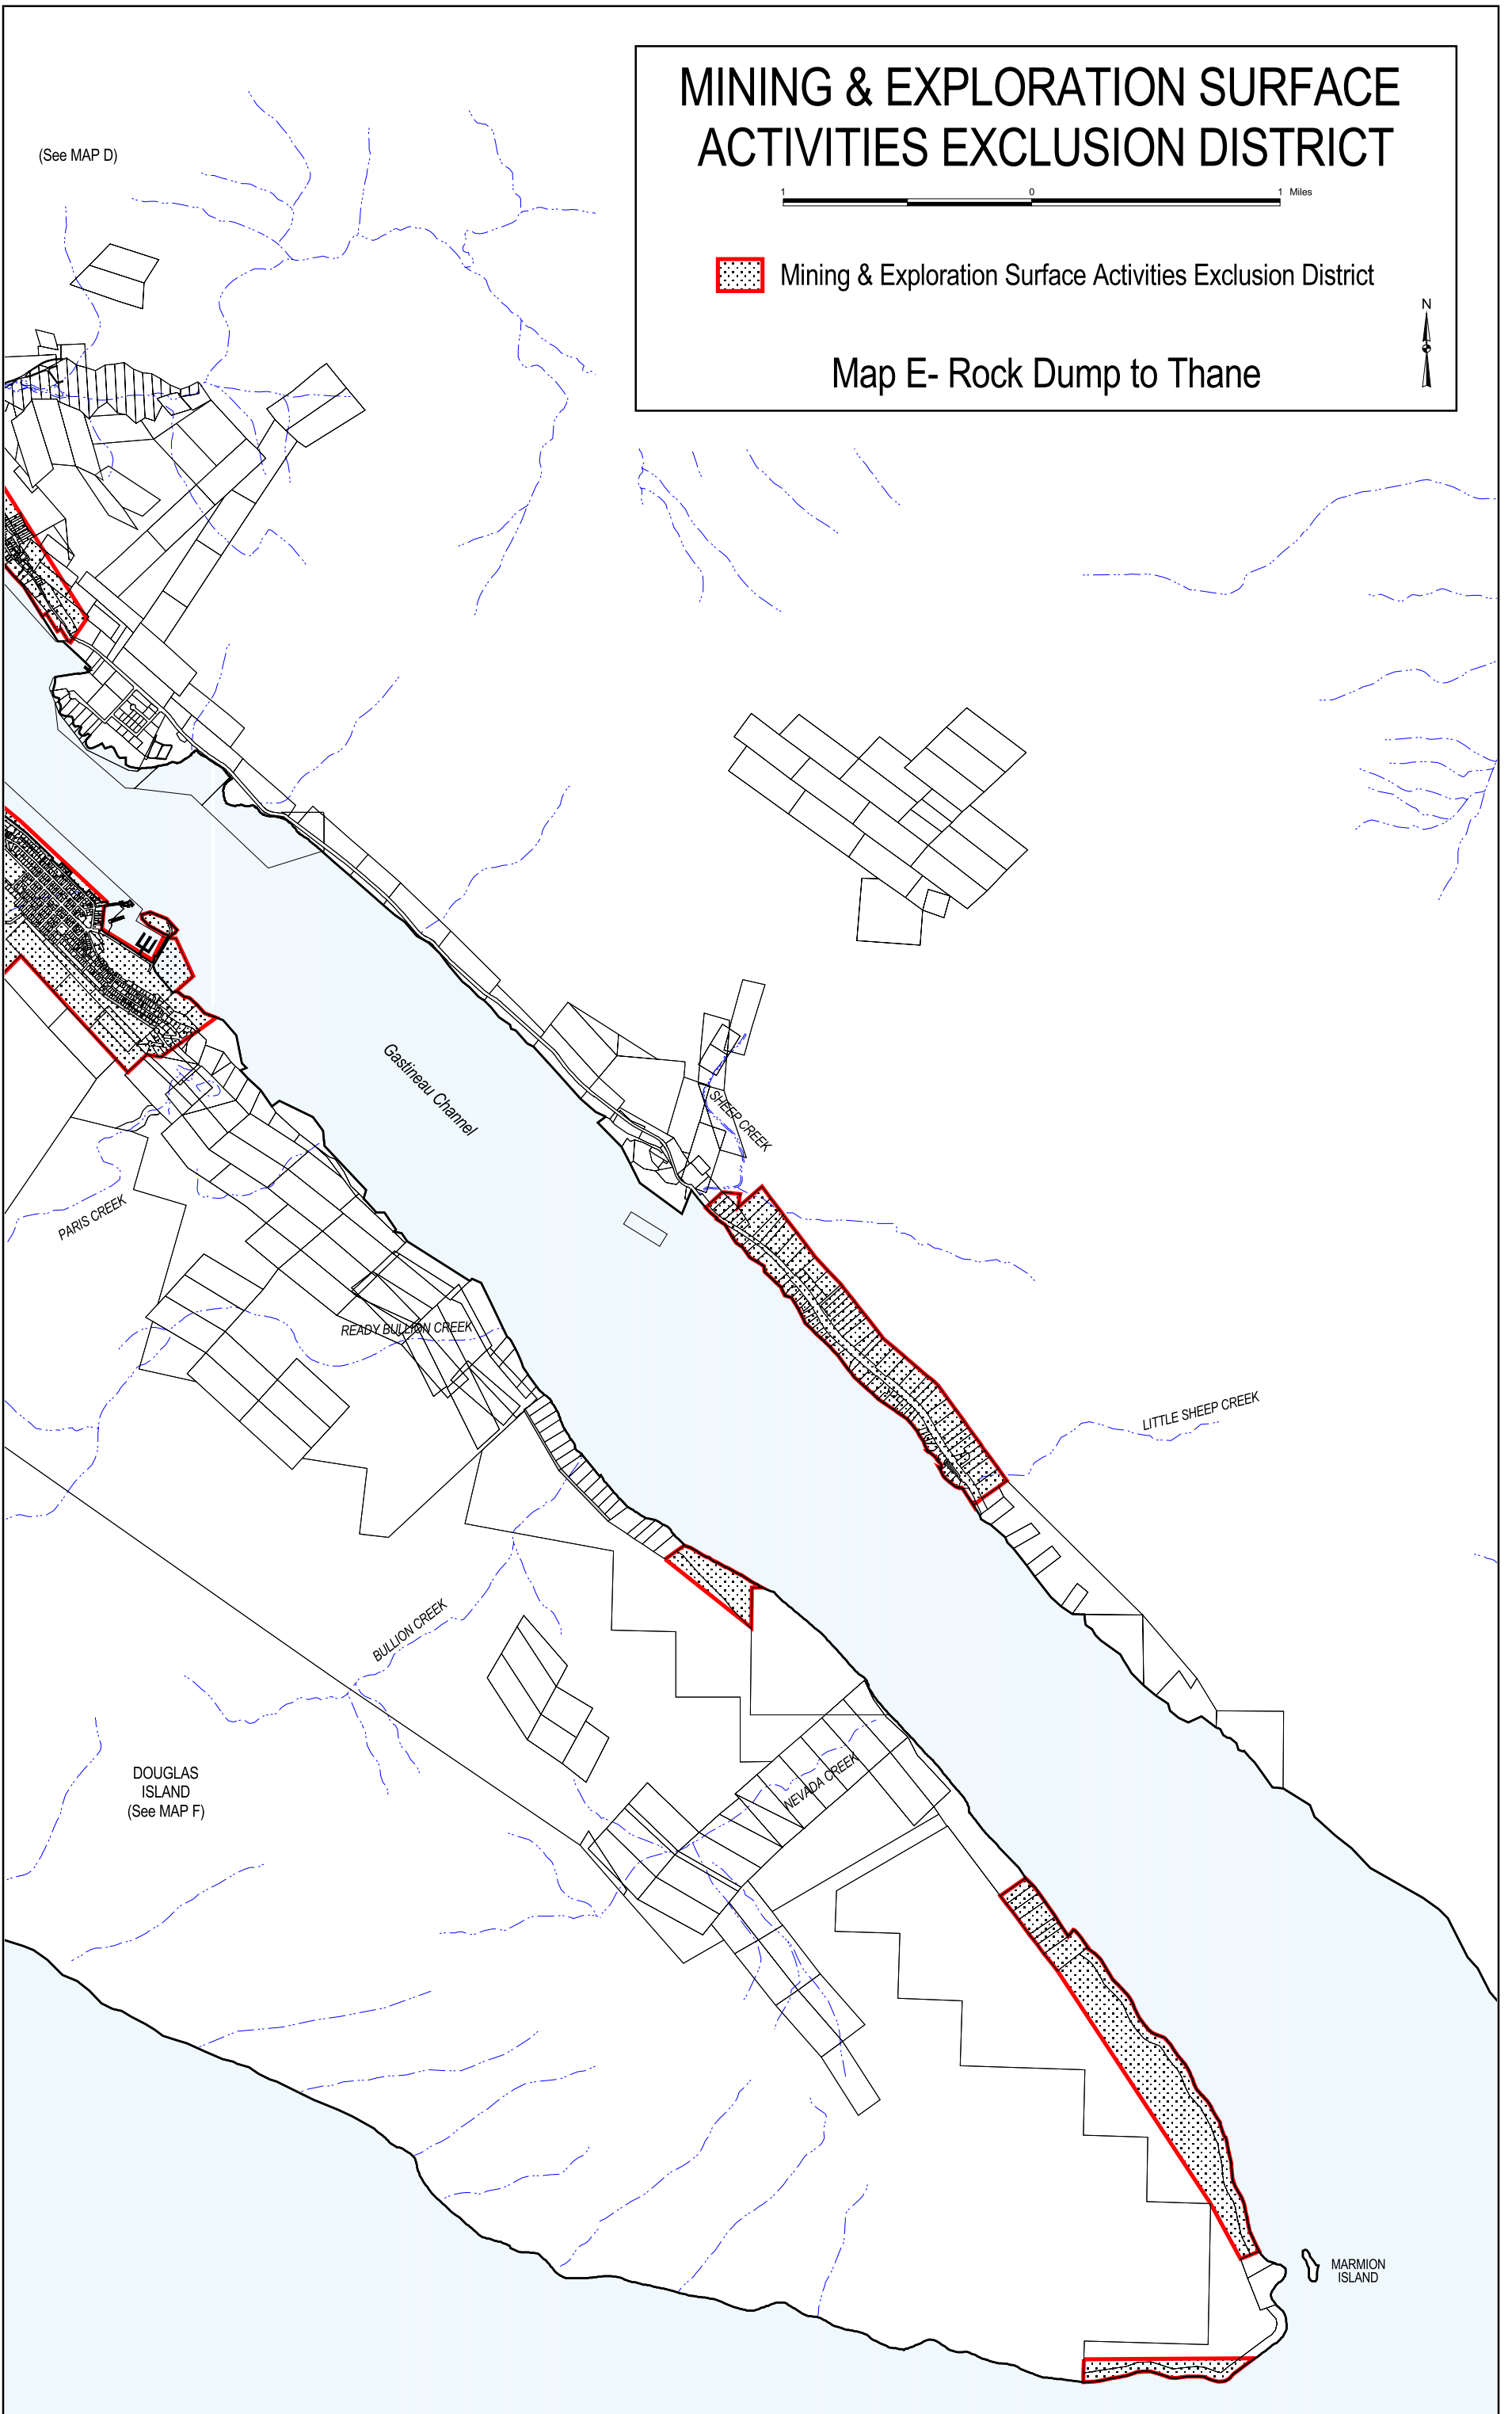 MINING & EXPLORATION SURFACE
ACTIVITIES EXCLUSION DISTRICT
1 0 1 Miles
Mining & Exploration Surface Activities Exclusion District
N
Map E- Rock Dump to Thane
(See MAP D)
Gastineau Channel
SHEEP CREEK
PARIS CREEK
READY BULLION CREEK
LITTLE SHEEP CREEK
BULLION CREEK
NEVADA CREEK
DOUGLAS
ISLAND
(See MAP F)
MARMION
ISLAND